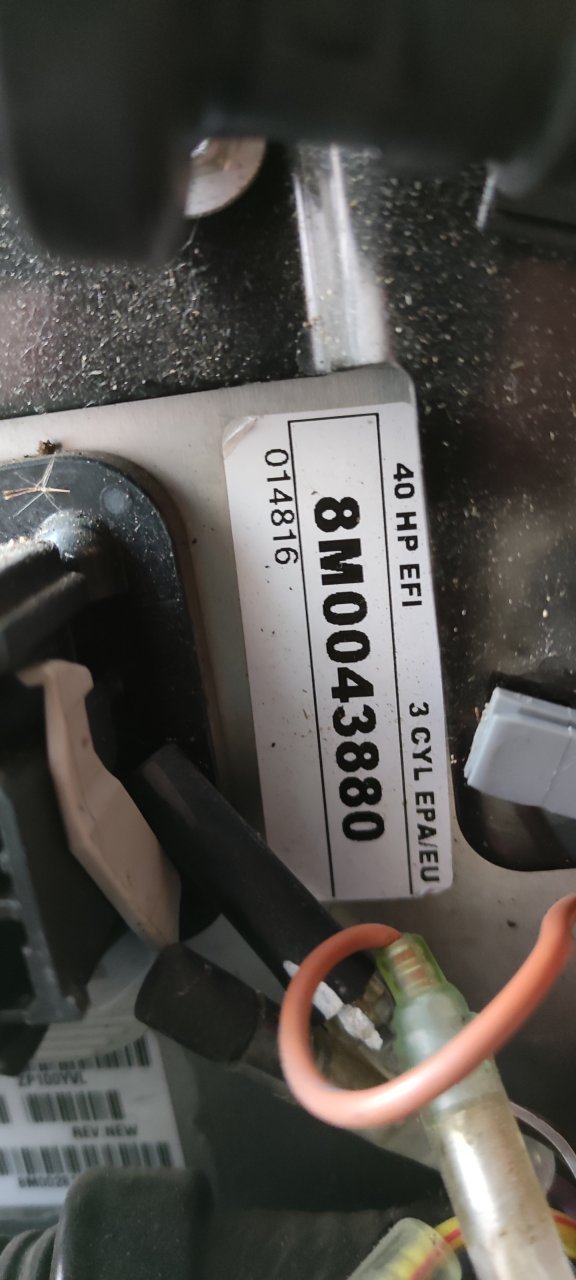 40 HP EFI 3 CYL EPA/EU
8M0043880
014816
ZP100YVL
REV:NEW